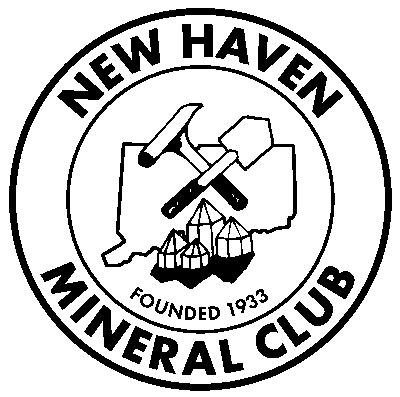 NEW HAVEN
FOUNDED 1933
MINERAL CLUB